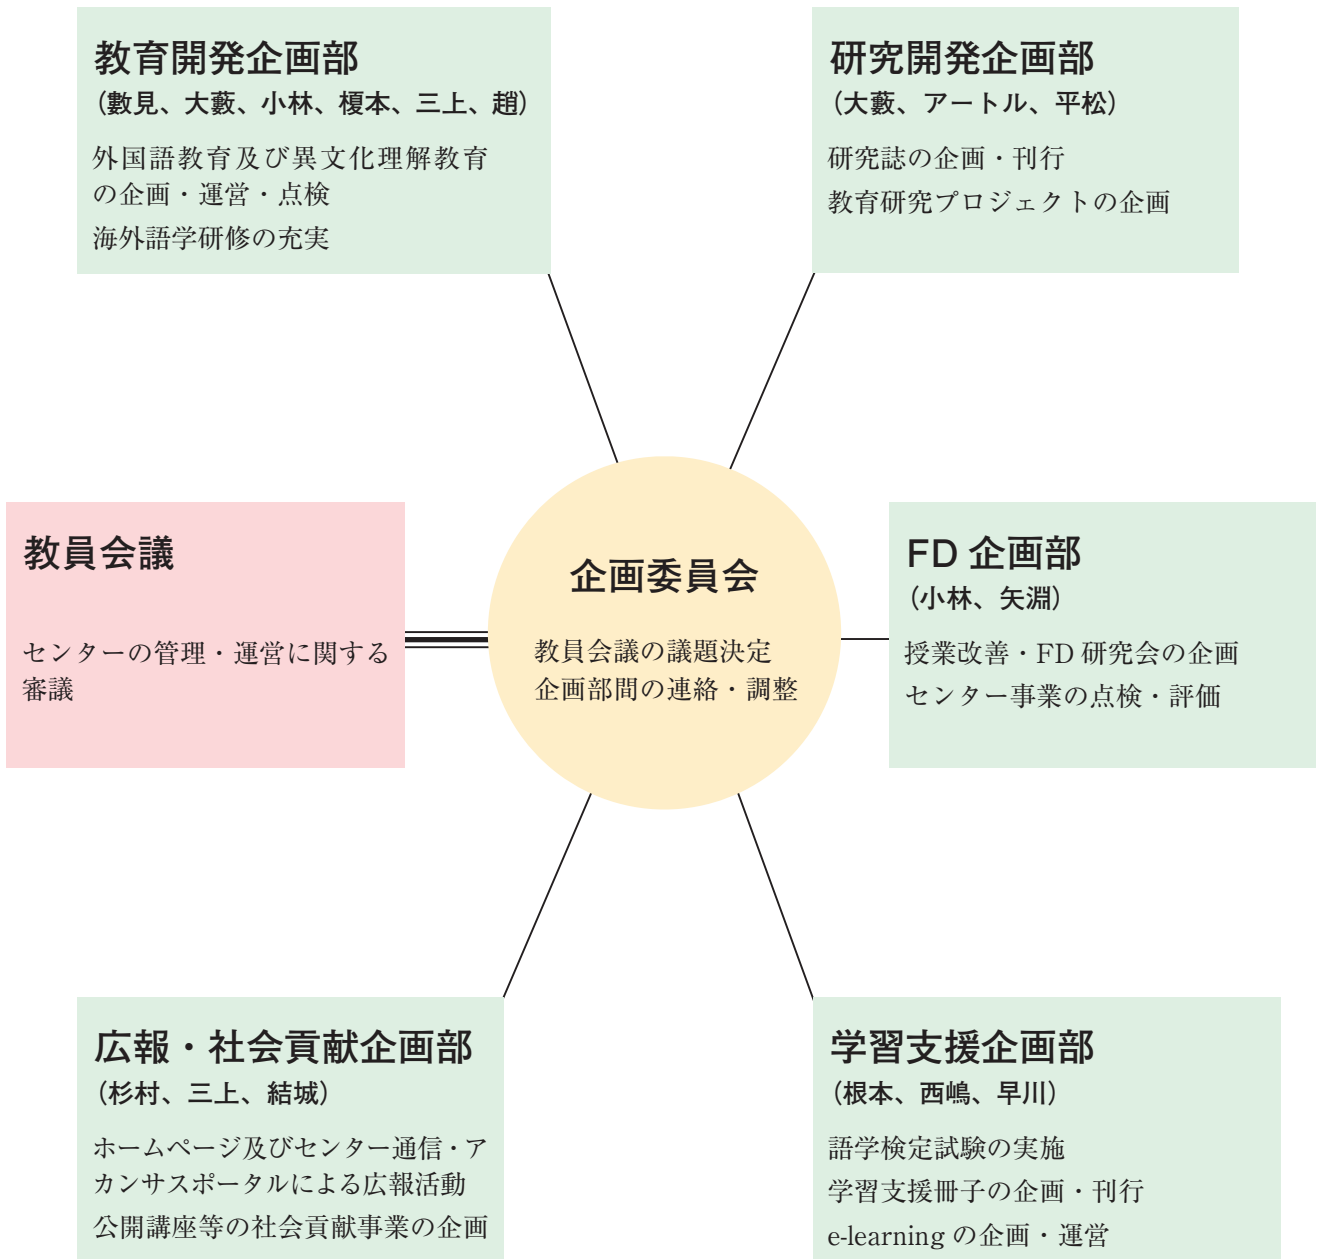 教育開発企画部
（數見、大藪、小林、榎本、三上、趙）
外国語教育及び異文化理解教育
の企画・運営・点検
海外語学研修の充実
研究開発企画部
（大藪、アートル、平松）
研究誌の企画・刊行
教育研究プロジェクトの企画
教員会議
センターの管理・運営に関する
審議
企画委員会
教員会議の議題決定
企画部間の連絡・調整
FD 企画部
（小林、矢淵）
授業改善・FD 研究会の企画
センター事業の点検・評価
広報・社会貢献企画部
（杉村、三上、結城）
ホームページ及びセンター通信・ア
カンサスポータルによる広報活動
公開講座等の社会貢献事業の企画
学習支援企画部
（根本、西嶋、早川）
語学検定試験の実施
学習支援冊子の企画・刊行
e-learning の企画・運営